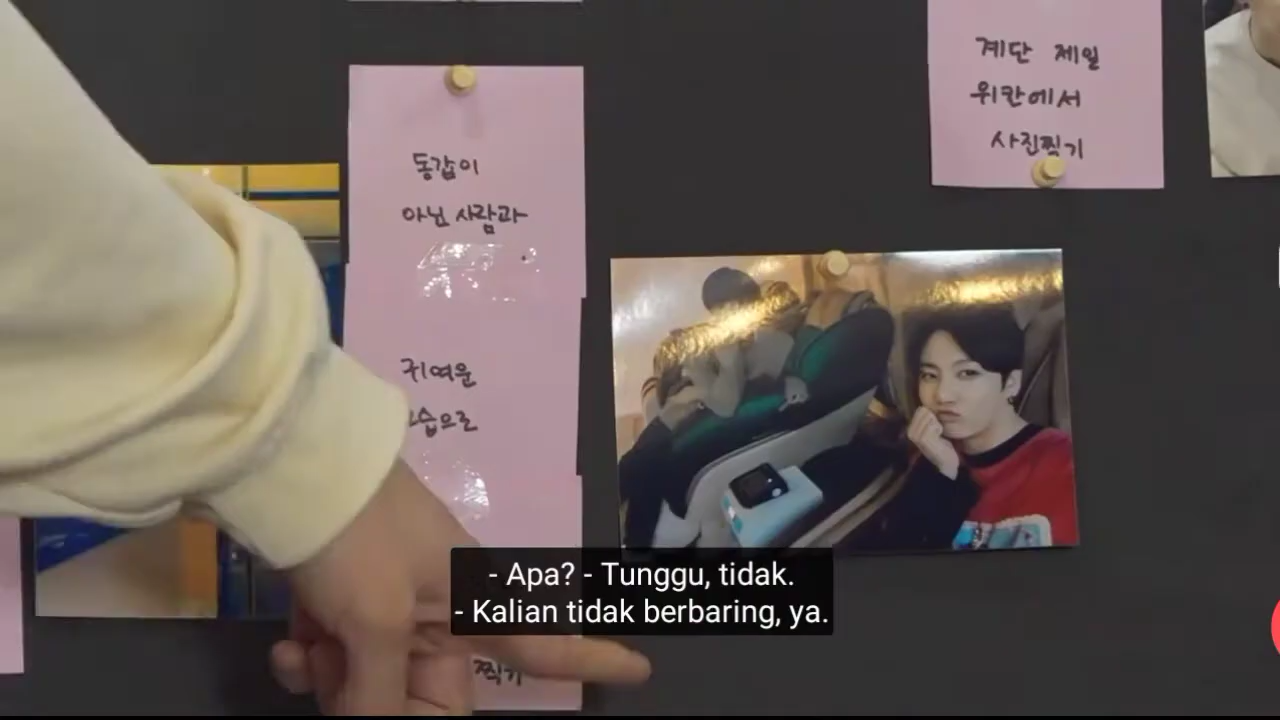 동갑이
아닌 사람과
귀여운
찍기
계단 제일
위칸에서
사진찍기
- Apa? - Tunggu, tidak.
- Kalian tidak berbaring, ya.